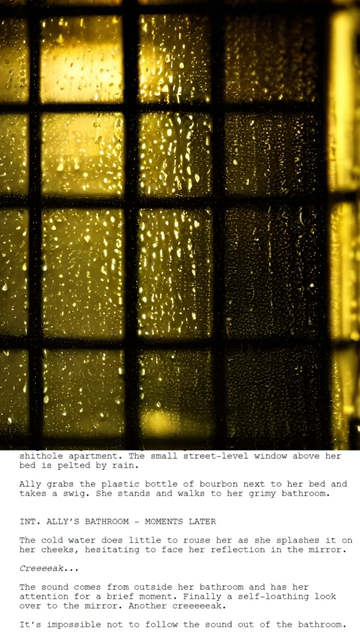 shithole apartment. The small street-level window above her
bed is pelted by rain.
Ally grabs the plastic bottle of bourbon next to her bed and
takes a swig. She stands and walks to her grimy bathroom.
INT. ALLY'S BATHROOM – MOMENTS LATER
The cold water does little to rouse her as she splashes it on
her cheeks, hesitating to face her reflection in the mirror.
Creeeeak...
The sound comes from outside her bathroom and has her
attention for a brief moment. Finally a self-loathing look
over to the mirror. Another creeeeeak.
It's impossible not to follow the sound out of the bathroom.